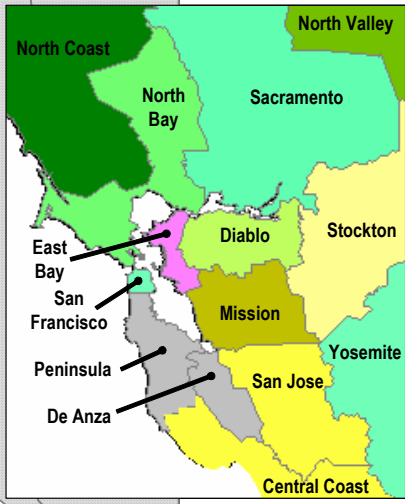 North Valley
North Coast
North
Bay
Sacramento
East
Bay
Diablo
Stockton
San
Francisco
Mission
Yosemite
Peninsula
San Jose
De Anza
Central Coast